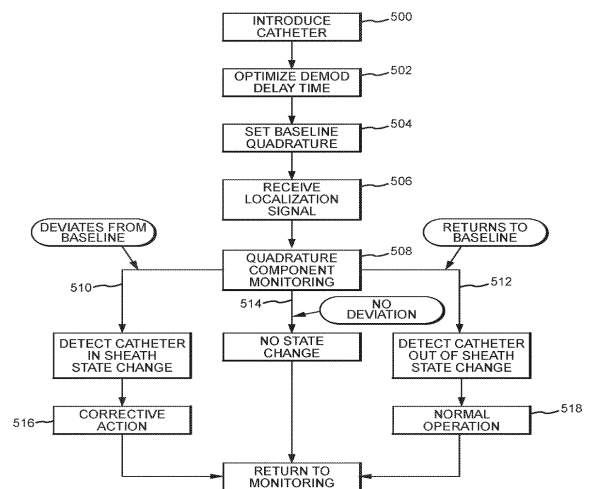 INTRODUCE
CATHETER
500
OPTIMIZE DEMOD
DELAY TIME
502
SET BASELINE
QUADRATURE
504
RECEIVE
LOCALIZATION
SIGNAL
506
DEVIATES FROM
BASELINE
RETURNS TO
BASELINE
QUADRATURE
COMPONENT
MONITORING
508
510
514
512
NO
DEVIATION
DETECT CATHETER
IN SHEATH
STATE CHANGE
NO STATE
CHANGE
DETECT CATHETER
OUT OF SHEATH
STATE CHANGE
516
CORRECTIVE
ACTION
NORMAL
OPERATION
518
RETURN TO
MONITORING